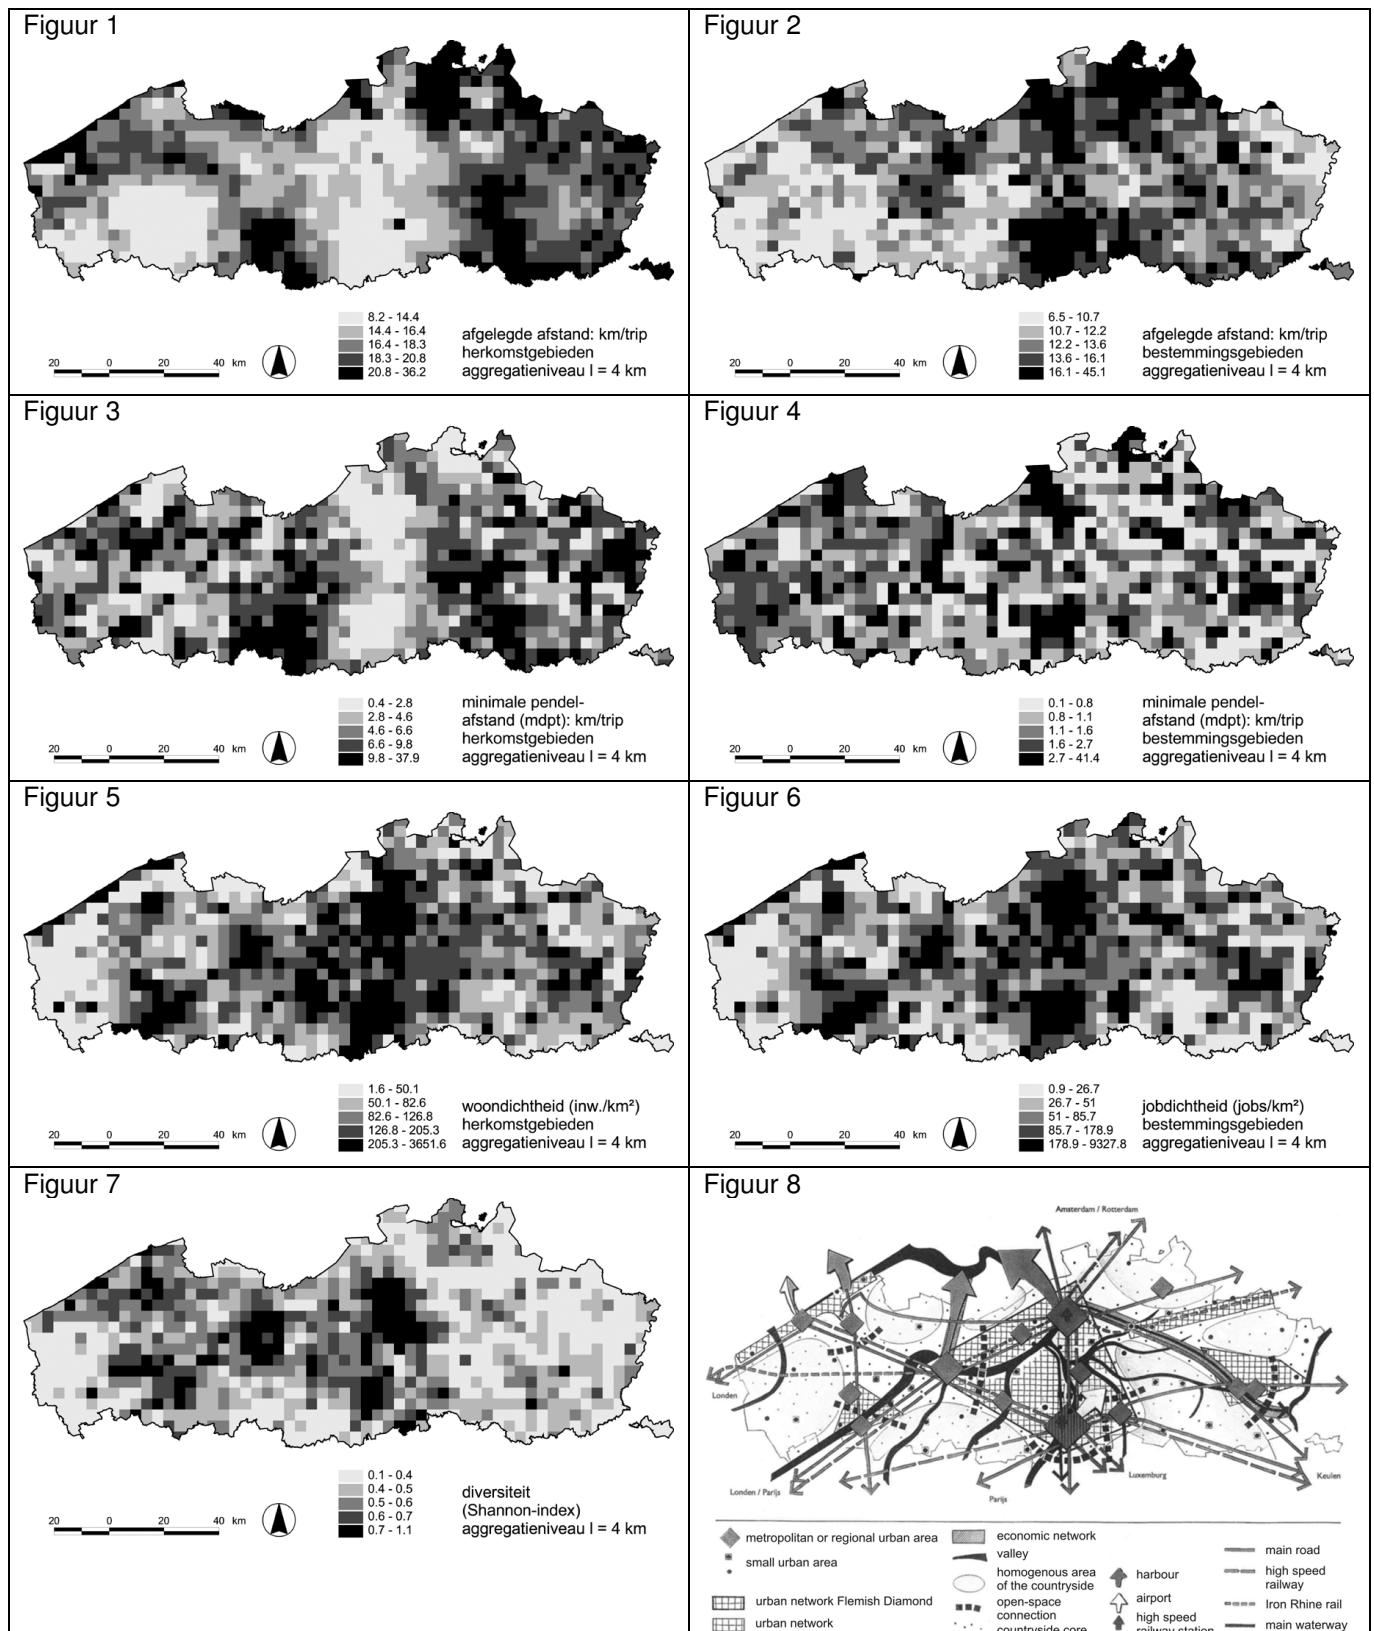 Figuur 1
8.2 - 14.4
14.4 - 16.4
16.4 - 18.3
18.3 - 20.8
20.8 - 36.2
afgelegde afstand: km/trip
herkomstgebieden
aggregatieniveau l = 4 km
20 0 20 40 km
Figuur 2
6.5 - 10.7
10.7 - 12.2
12.2 - 13.6
13.6 - 16.1
16.1 - 45.1
afgelegde afstand: km/trip
bestemmingsgebieden
aggregatieniveau l = 4 km
20 0 20 40 km
Figuur 3
0.4 - 2.8
2.8 - 4.6
4.6 - 6.6
6.6 - 9.8
9.8 - 37.9
minimale pendel-
afstand (mdpt): km/trip
herkomstgebieden
aggregatieniveau l = 4 km
20 0 20 40 km
Figuur 4
0.1 - 0.8
0.8 - 1.1
1.1 - 1.6
1.6 - 2.7
2.7 - 41.4
minimale pendel-
afstand (mdpt): km/trip
bestemmingsgebieden
aggregatieniveau l = 4 km
20 0 20 40 km
Figuur 5
1.6 - 50.1
50.1 - 82.6
82.6 - 126.8
126.8 - 205.3
205.3 - 3651.6
woondichtheid (inw./km²)
herkomstgebieden
aggregatieniveau l = 4 km
20 0 20 40 km
Figuur 6
0.9 - 26.7
26.7 - 51
51 - 85.7
85.7 - 178.9
178.9 - 9327.8
jobdichtheid (jobs/km²)
bestemmingsgebieden
aggregatieniveau l = 4 km
20 0 20 40 km
Figuur 7
0.1 - 0.4
0.4 - 0.5
0.5 - 0.6
0.6 - 0.7
0.7 - 1.1
diversiteit
(Shannon-index)
aggregatieniveau l = 4 km
20 0 20 40 km
Figuur 8
Amsterdam / Rotterdam
Londen
Londen / Parijs
Parijs
Luxemburg
Keulen
metropolitan or regional urban area
small urban area
urban network Flemish Diamond
urban network
economic network
valley
homogenous area
of the countryside
open-space
connection
countryside core
harbour
airport
high speed
railway station
main road
high speed
railway
Iron Rhine rail
main waterway